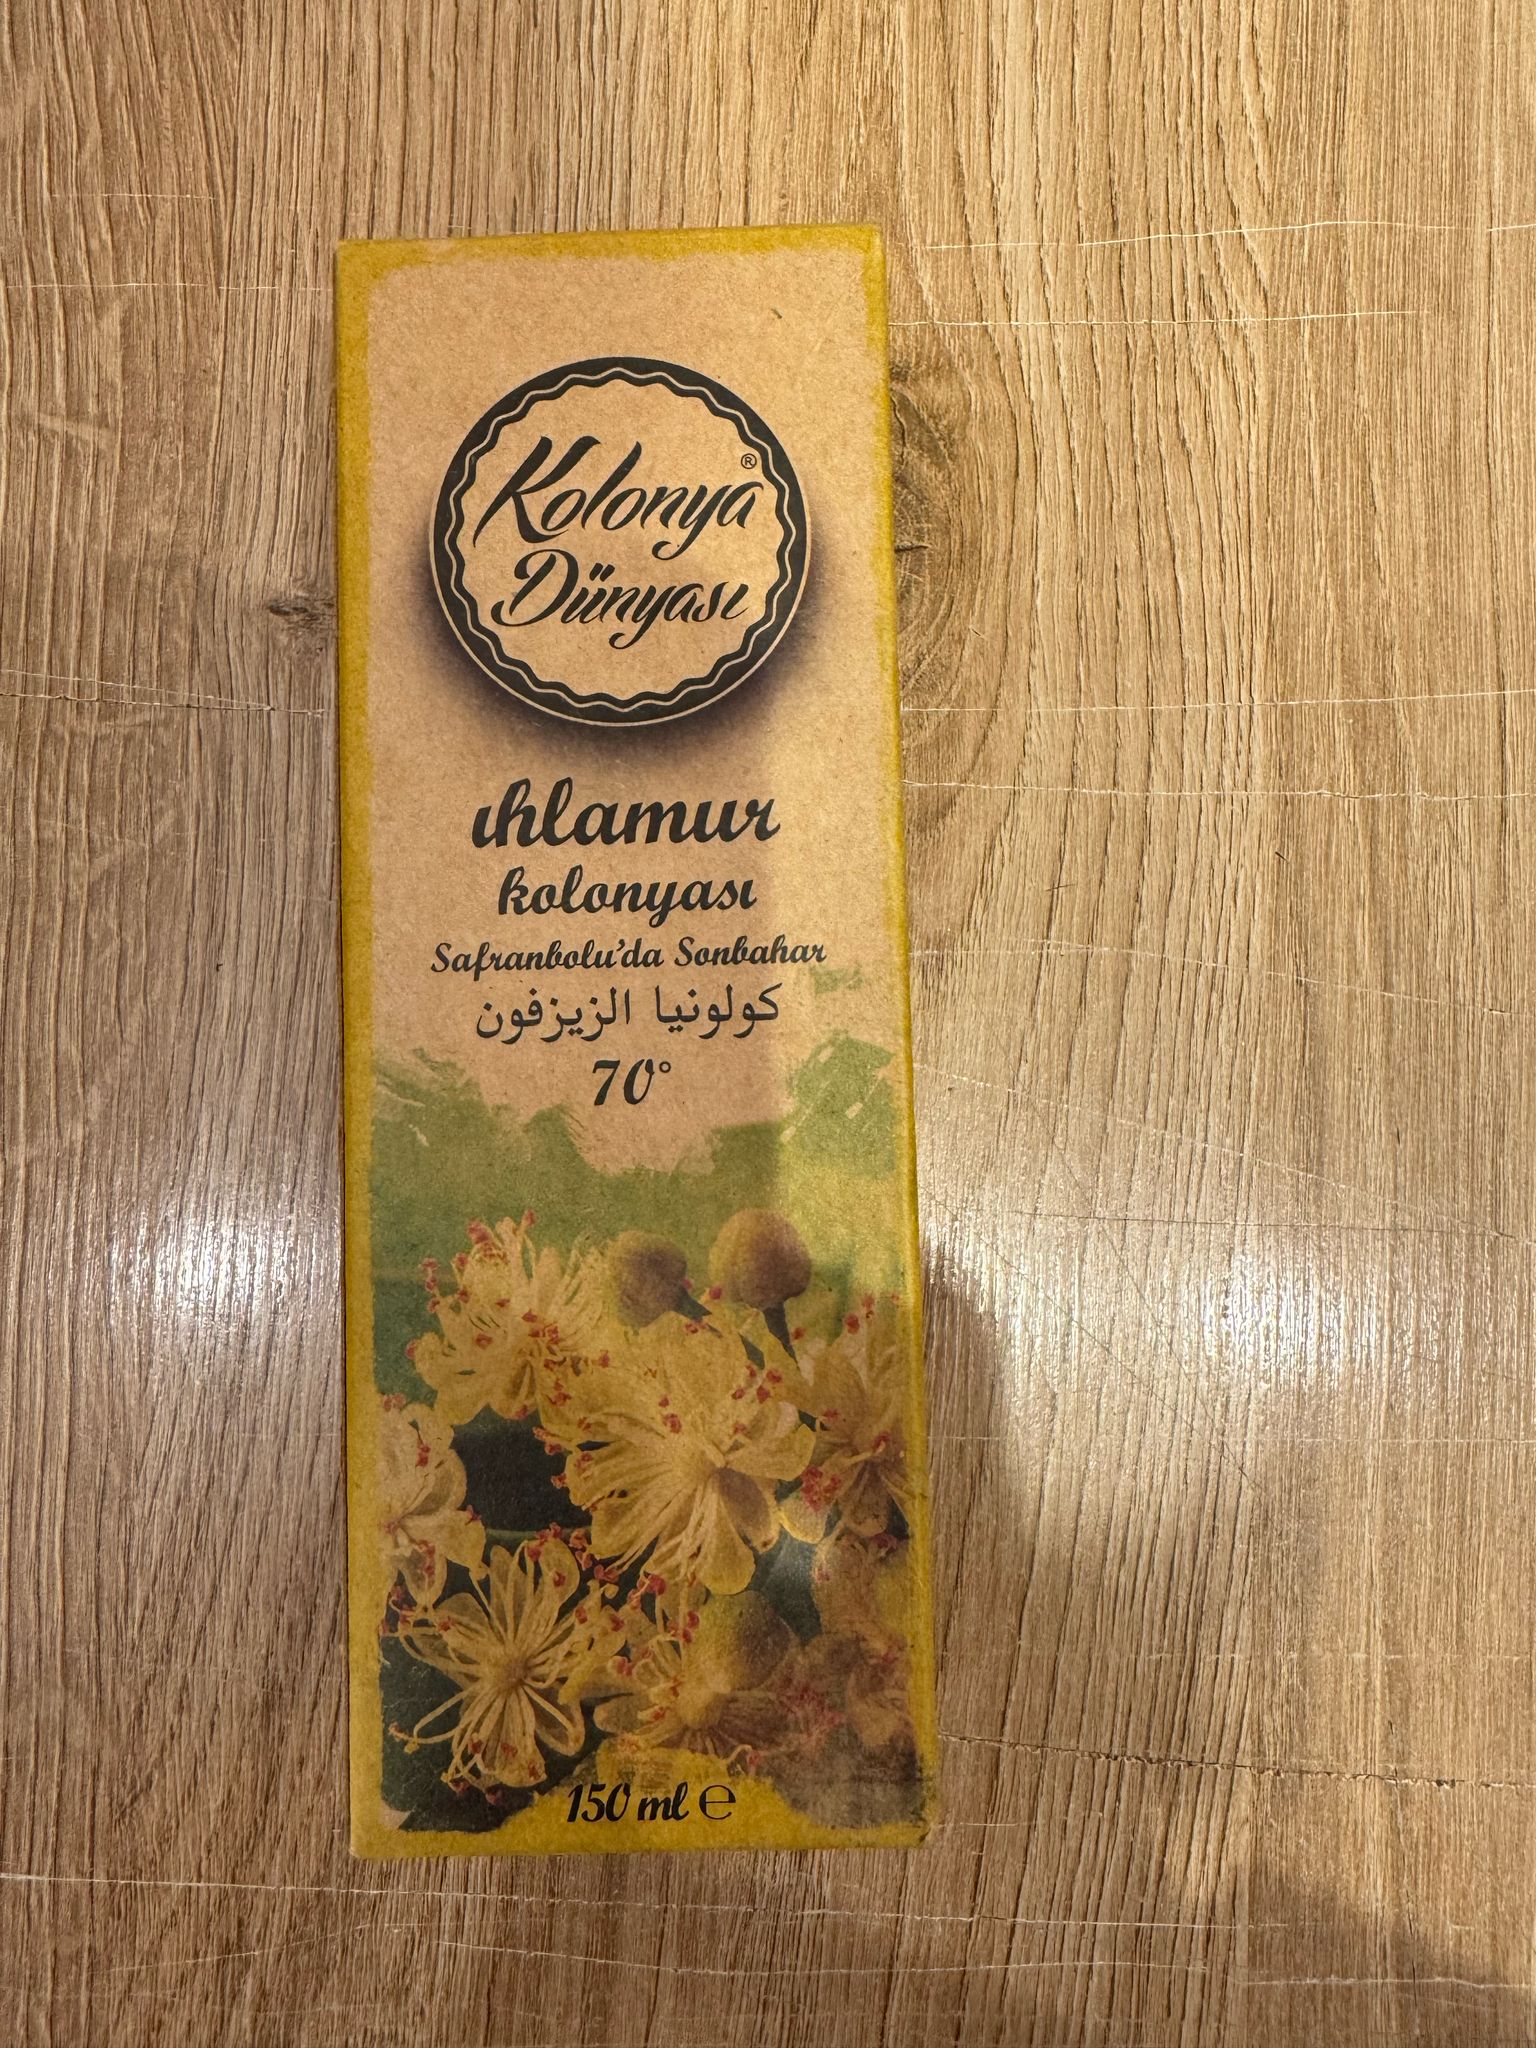 Kolonya ®
Dünyası
ıhlamur
kolonyası
Safranbolu'da Sonbahar
كولونيا الزيزفون
70°
150 ml ℮